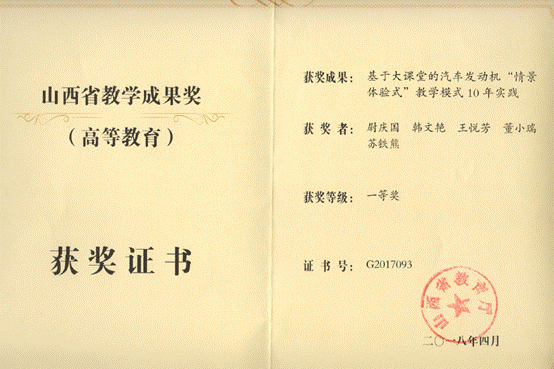 山西省教学成果奖
（高等教育）
获奖证书
获奖成果： 基于大课堂的汽车发动机“情景
体验式”教学模式10年实践
获 奖 者： 尉庆国 韩文艳 王悦芳 董小瑞
苏铁熊
获奖等级： 一等奖
证 书 号： G2017093
山西省教育厅
二〇一八年四月